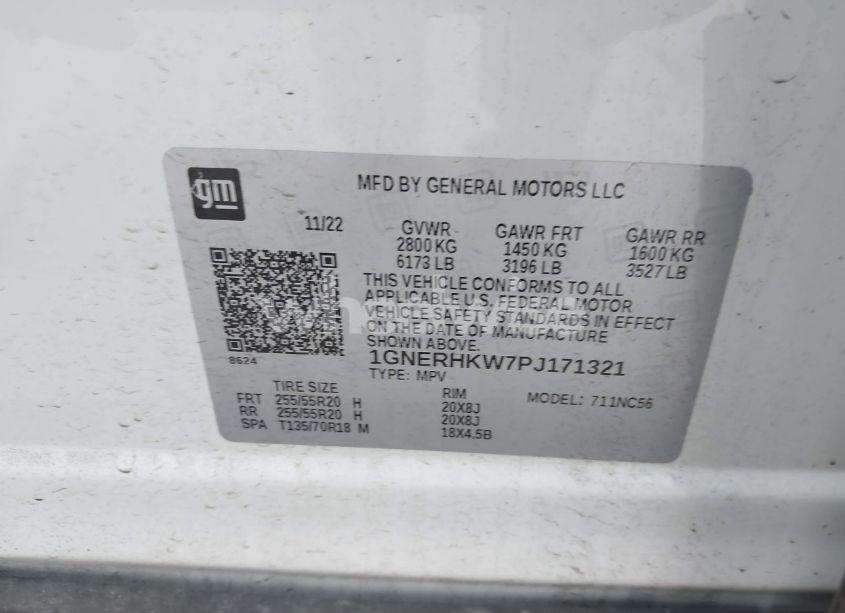 gm
MFD BY GENERAL MOTORS LLC
11/22
GVWR
2800 KG
6173 LB
GAWR FRT
1450 KG
3196 LB
GAWR RR
1600 KG
3527 LB
THIS VEHICLE CONFORMS TO ALL
APPLICABLE U.S. FEDERAL MOTOR
VEHICLE SAFETY STANDARDS IN EFFECT
ON THE DATE OF MANUFACTURE
SHOWN ABOVE.
8624
1GNERHKW7PJ171321
TYPE: MPV
TIRE SIZE
RIM
MODEL: 711NC56
FRT 255/55R20 H 20X8J
RR 255/55R20 H 20X8J
SPA T135/70R18 M 18X4.5B